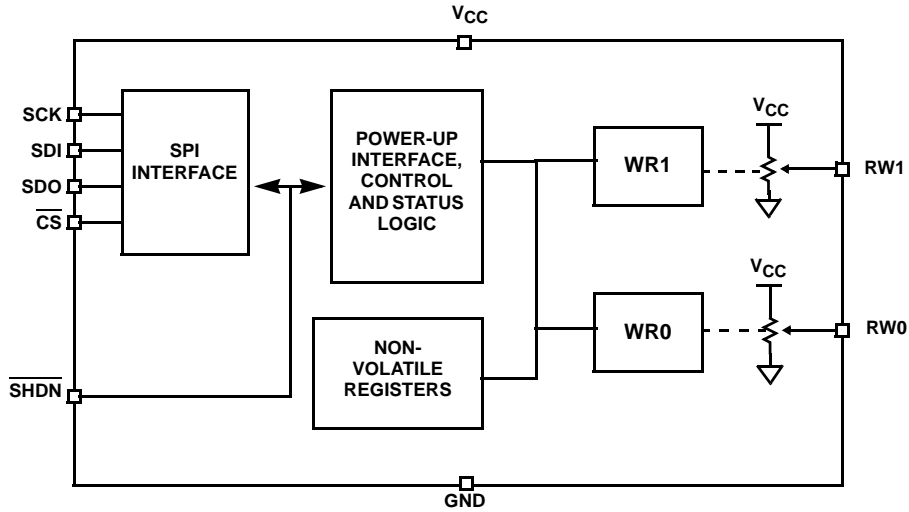 VCC
SCK
SDI
SDO
CS
SHDN
SPI
INTERFACE
POWER-UP
INTERFACE,
CONTROL
AND STATUS
LOGIC
NON-
VOLATILE
REGISTERS
WR1
VCC
RW1
WR0
VCC
RW0
GND